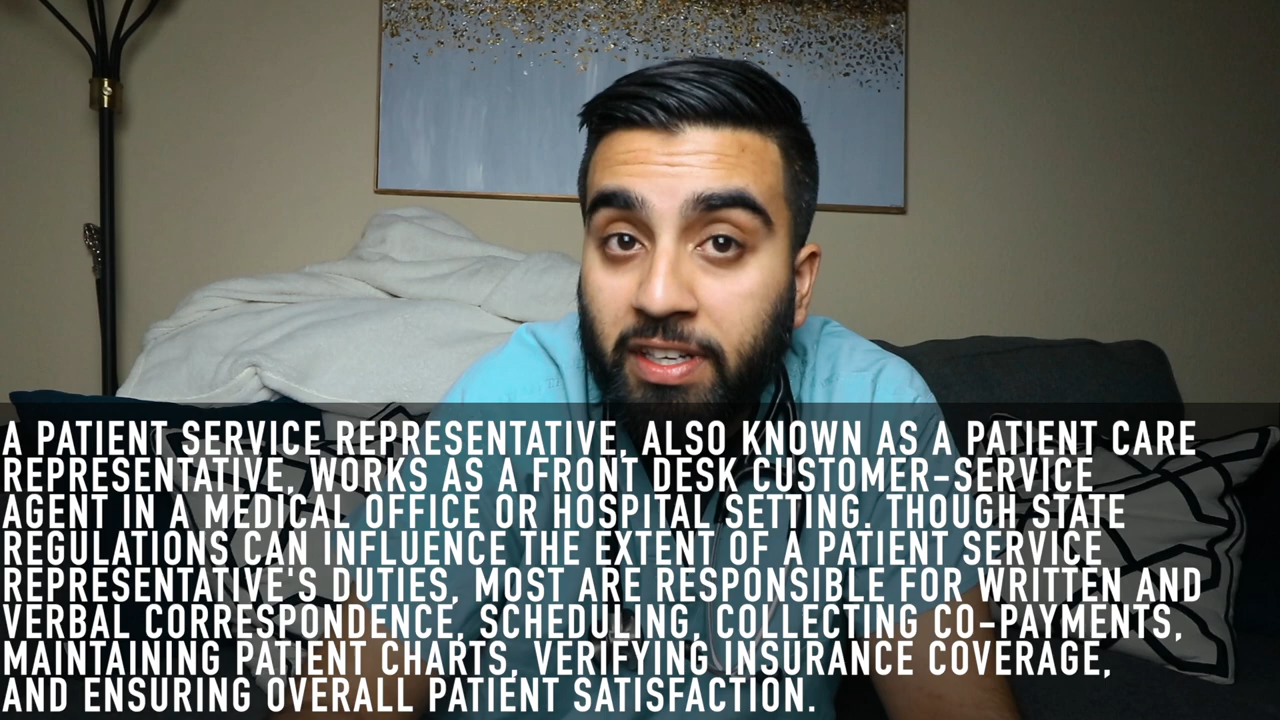 A PATIENT SERVICE REPRESENTATIVE, ALSO KNOWN AS A PATIENT CARE
REPRESENTATIVE, WORKS AS A FRONT DESK CUSTOMER-SERVICE
AGENT IN A MEDICAL OFFICE OR HOSPITAL SETTING. THOUGH STATE
REGULATIONS CAN INFLUENCE THE EXTENT OF A PATIENT SERVICE
REPRESENTATIVE'S DUTIES, MOST ARE RESPONSIBLE FOR WRITTEN AND
VERBAL CORRESPONDENCE, SCHEDULING, COLLECTING CO-PAYMENTS,
MAINTAINING PATIENT CHARTS, VERIFYING INSURANCE COVERAGE,
AND ENSURING OVERALL PATIENT SATISFACTION.